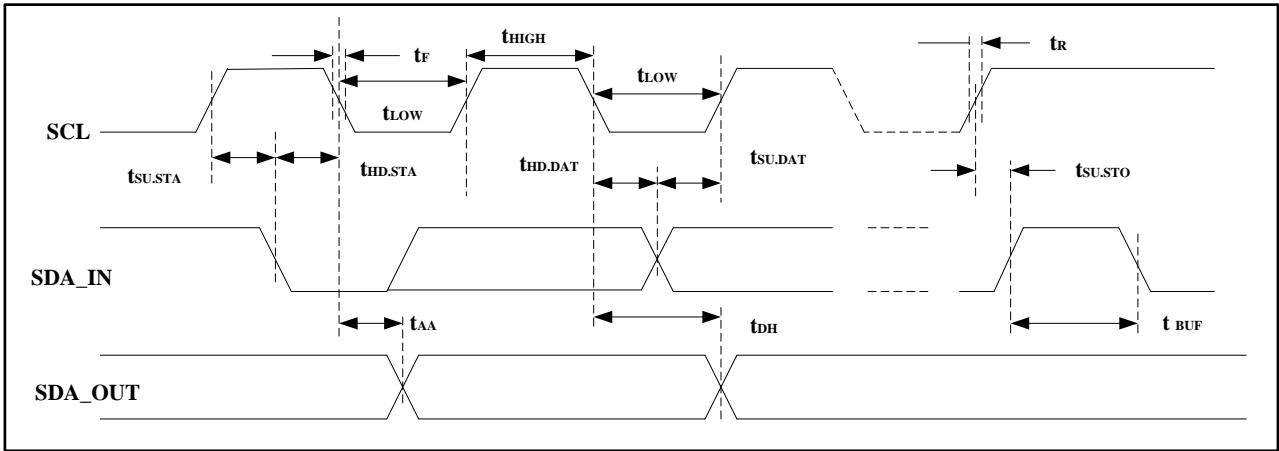 tF
tHIGH
tR
tLOW
tLOW
SCL
tSU.STA
tHD.STA
tHD.DAT
tSU.DAT
tSU.STO
SDA_IN
tAA
tDH
t BUF
SDA_OUT